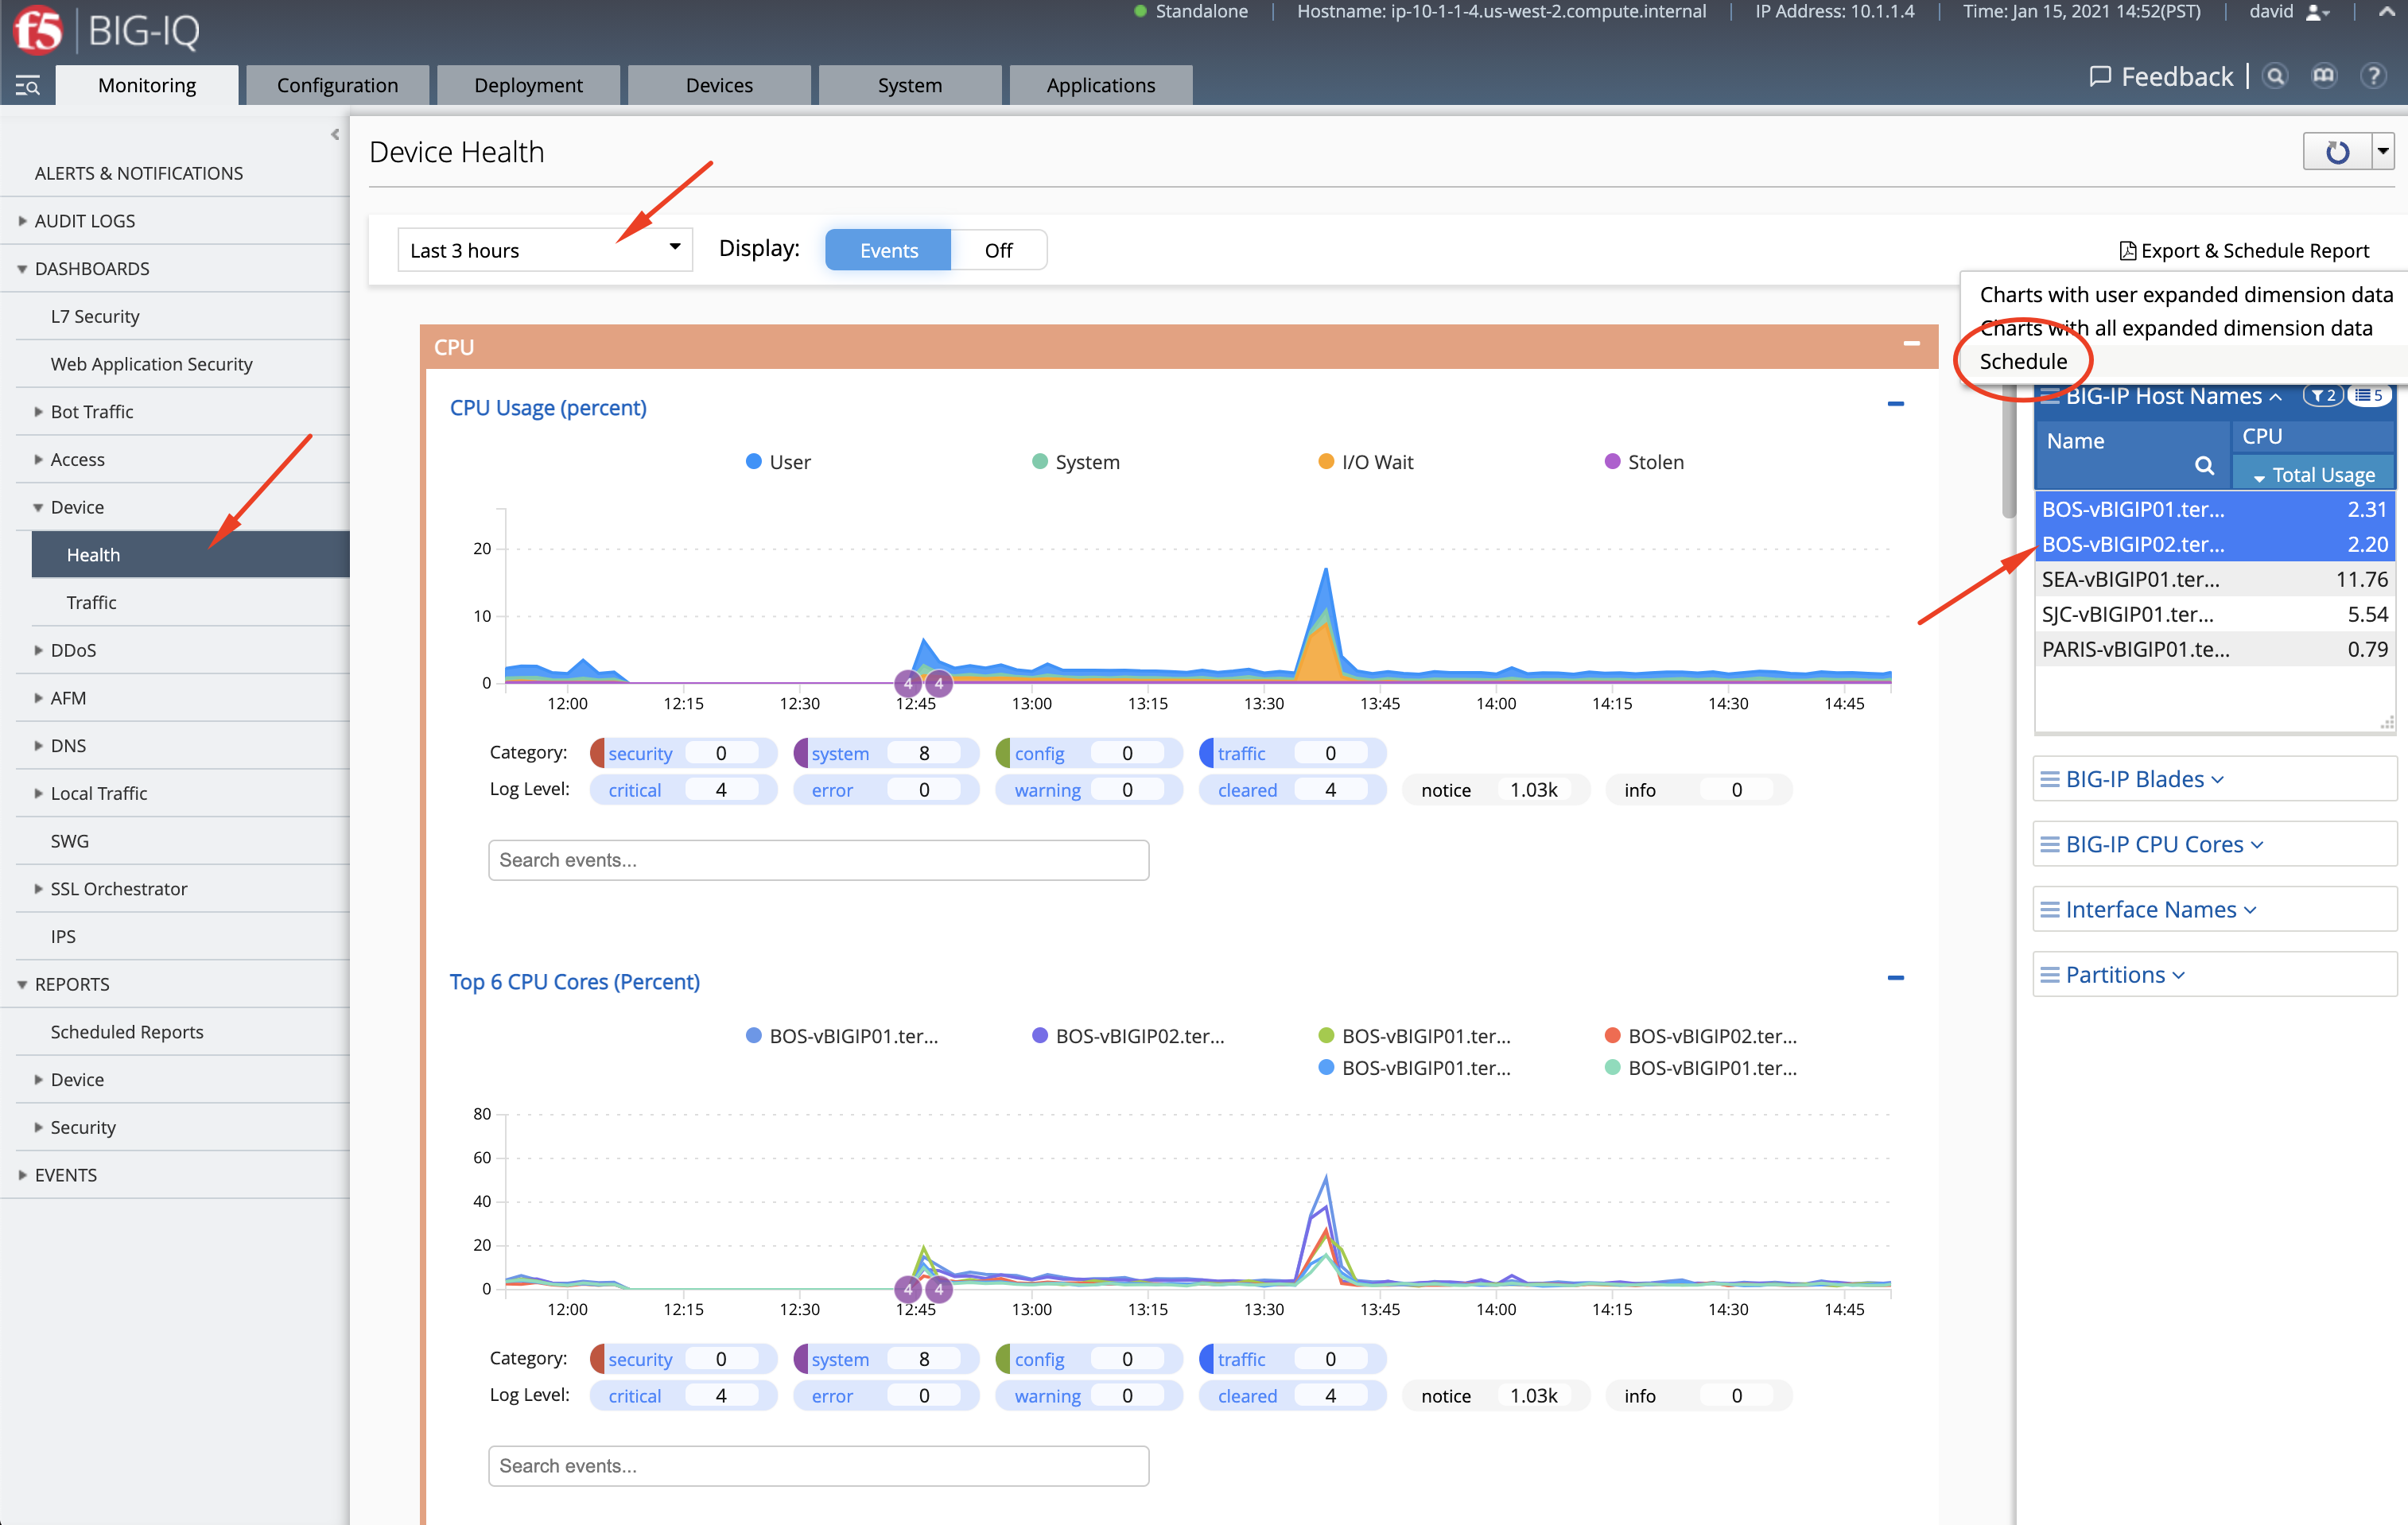 f5 BIG-IQ
Standalone | Hostname: ip-10-1-1-4.us-west-2.compute.internal | IP Address: 10.1.1.4 | Time: Jan 15, 2021 14:52(PST) | david
Monitoring Configuration Deployment Devices System Applications
Feedback
ALERTS & NOTIFICATIONS
AUDIT LOGS
DASHBOARDS
L7 Security
Web Application Security
Bot Traffic
Access
Device
Health
Traffic
DDoS
AFM
DNS
Local Traffic
SWG
SSL Orchestrator
IPS
REPORTS
Scheduled Reports
Device
Security
EVENTS
Device Health
Last 3 hours Display: Events Off
Export & Schedule Report
Charts with user expanded dimension data
Charts with all expanded dimension data
Schedule
CPU
CPU Usage (percent)
User System I/O Wait Stolen
20
10
0
4 4
12:00 12:15 12:30 12:45 13:00 13:15 13:30 13:45 14:00 14:15 14:30 14:45
Category: security 0 system 8 config 0 traffic 0
Log Level: critical 4 error 0 warning 0 cleared 4 notice 1.03k info 0
Search events...
Top 6 CPU Cores (Percent)
BOS-vBIGIP01.ter... BOS-vBIGIP02.ter... BOS-vBIGIP01.ter... BOS-vBIGIP02.ter...
BOS-vBIGIP01.ter... BOS-vBIGIP01.ter...
80
60
40
20
0
4 4
12:00 12:15 12:30 12:45 13:00 13:15 13:30 13:45 14:00 14:15 14:30 14:45
Category: security 0 system 8 config 0 traffic 0
Log Level: critical 4 error 0 warning 0 cleared 4 notice 1.03k info 0
Search events...
BIG-IP Host Names 2 5
Name CPU
Total Usage
BOS-vBIGIP01.ter... 2.31
BOS-vBIGIP02.ter... 2.20
SEA-vBIGIP01.ter... 11.76
SJC-vBIGIP01.ter... 5.54
PARIS-vBIGIP01.te... 0.79
BIG-IP Blades
BIG-IP CPU Cores
Interface Names
Partitions